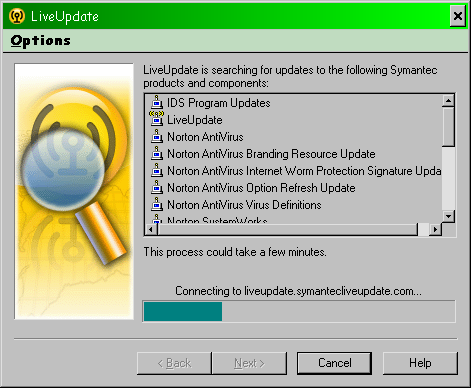 LiveUpdate
Options
LiveUpdate is searching for updates to the following Symantec
products and components:
IDS Program Updates
LiveUpdate
Norton AntiVirus
Norton AntiVirus Branding Resource Update
Norton AntiVirus Internet Worm Protection Signature Upda
Norton AntiVirus Option Refresh Update
Norton AntiVirus Virus Definitions
Norton SystemWorks
This process could take a few minutes.
Connecting to liveupdate.symantecliveupdate.com...
< Back Next > Cancel Help